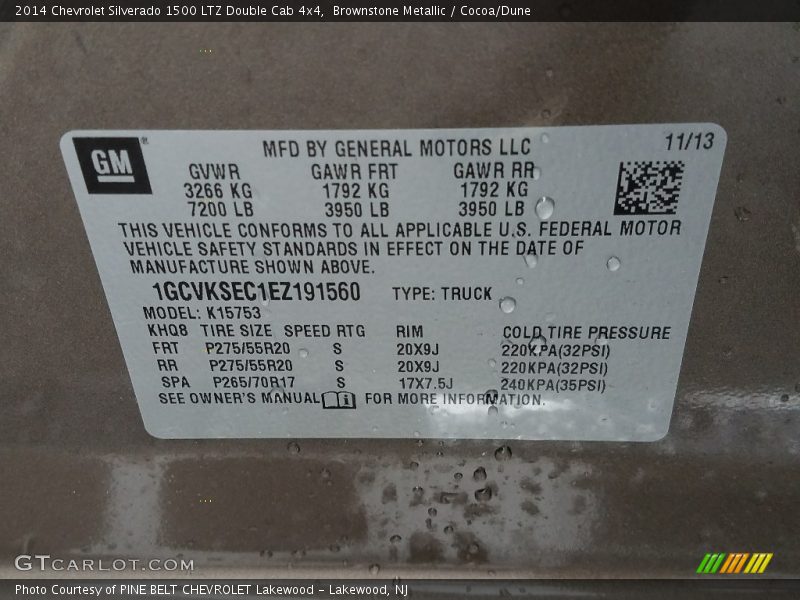 2014 Chevrolet Silverado 1500 LTZ Double Cab 4x4,  Brownstone Metallic / Cocoa/Dune
GM®
MFD BY GENERAL MOTORS LLC
11/13
GVWR GAWR FRT GAWR RR
3266 KG 1792 KG 1792 KG
7200 LB 3950 LB 3950 LB
THIS VEHICLE CONFORMS TO ALL APPLICABLE U.S. FEDERAL MOTOR
VEHICLE SAFETY STANDARDS IN EFFECT ON THE DATE OF
MANUFACTURE SHOWN ABOVE.
1GCVKSEC1EZ191560 TYPE: TRUCK
MODEL: K15753
KHQ8 TIRE SIZE SPEED RTG RIM COLD TIRE PRESSURE
FRT P275/55R20 S 20X9J 220KPA(32PSI)
RR P275/55R20 S 20X9J 220KPA(32PSI)
SPA P265/70R17 S 17X7.5J 240KPA(35PSI)
SEE OWNER'S MANUAL FOR MORE INFORMATION.
GTCARLOT.COM
Photo Courtesy of PINE BELT CHEVROLET Lakewood - Lakewood, NJ